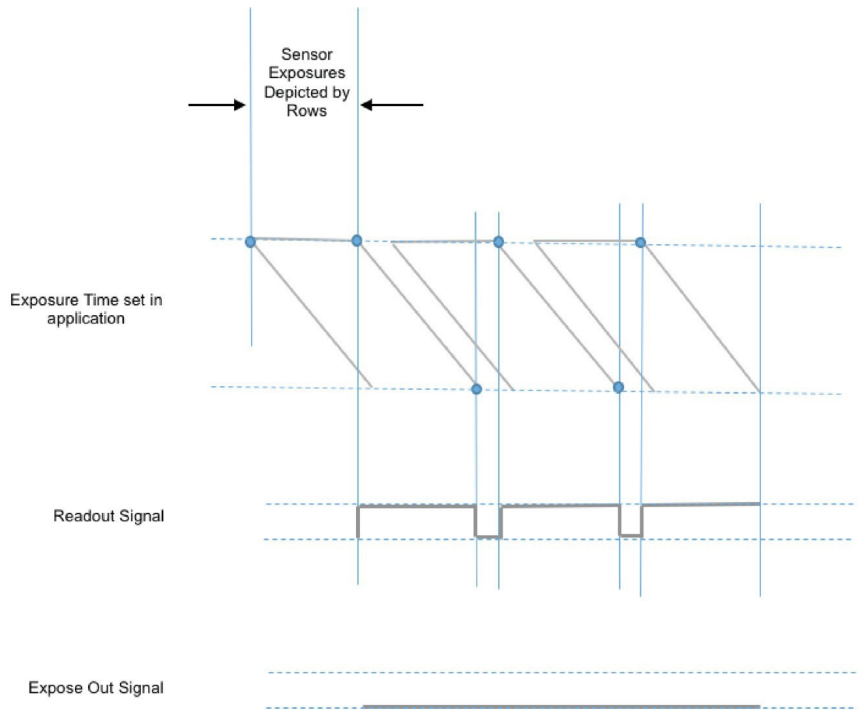 Sensor
Exposures
Depicted by
Rows
Exposure Time set in
application
Readout Signal
Expose Out Signal